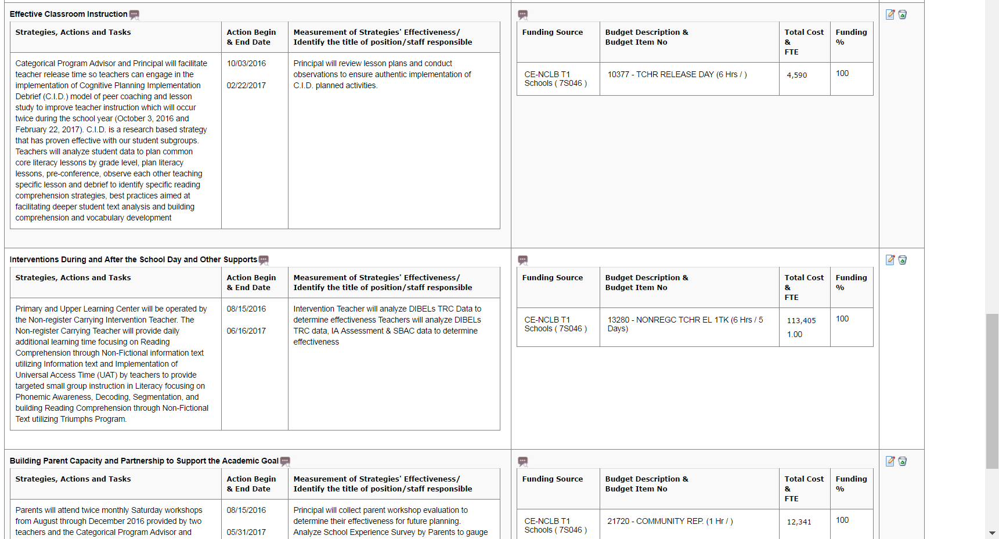 Effective Classroom Instruction
Strategies, Actions and Tasks
Action Begin
& End Date
Measurement of Strategies' Effectiveness/
Identify the title of position/staff responsible
Categorical Program Advisor and Principal will facilitate
teacher release time so teachers can engage in the
implementation of Cognitive Planning Implementation
Debrief (C.I.D.) model of peer coaching and lesson
study to improve teacher instruction which will occur
twice during the school year (October 3, 2016 and
February 22, 2017). C.I.D. is a research based strategy
that has proven effective with our student subgroups.
Teachers will analyze student data to plan common
core literacy lessons by grade level, plan literacy
lessons, pre-conference, observe each other teaching
specific lesson and debrief to identify specific reading
comprehension strategies, best practices aimed at
facilitating deeper student text analysis and building
comprehension and vocabulary development
10/03/2016
02/22/2017
Principal will review lesson plans and conduct
observations to ensure authentic implementation of
C.I.D. planned activities.
Funding Source
Budget Description &
Budget Item No
Total Cost
&
FTE
Funding
%
CE-NCLB T1
Schools ( 7S046 )
10377 - TCHR RELEASE DAY (6 Hrs / )
4,590
100
Interventions During and After the School Day and Other Supports
Strategies, Actions and Tasks
Action Begin
& End Date
Measurement of Strategies' Effectiveness/
Identify the title of position/staff responsible
Primary and Upper Learning Center will be operated by
the Non-register Carrying Intervention Teacher. The
Non-register Carrying Teacher will provide daily
additional learning time focusing on Reading
Comprehension through Non-Fictional information text
utilizing Information text and Implementation of
Universal Access Time (UAT) by teachers to provide
targeted small group instruction in Literacy focusing on
Phonemic Awareness, Decoding, Segmentation, and
building Reading Comprehension through Non-Fictional
Text utilizing Triumphs Program.
08/15/2016
06/16/2017
Intervention Teacher will analyze DIBELs TRC Data to
determine effectiveness Teachers will analyze DIBELs
TRC data, IA Assessment & SBAC data to determine
effectiveness
Funding Source
Budget Description &
Budget Item No
Total Cost
&
FTE
Funding
%
CE-NCLB T1
Schools ( 7S046 )
13280 - NONREGC TCHR EL 1TK (6 Hrs / 5
Days)
113,405
1.00
100
Building Parent Capacity and Partnership to Support the Academic Goal
Strategies, Actions and Tasks
Action Begin
& End Date
Measurement of Strategies' Effectiveness/
Identify the title of position/staff responsible
Parents will attend twice monthly Saturday workshops
from August through December 2016 provided by two
teachers and the Categorical Program Advisor and
08/15/2016
05/31/2017
Principal will collect parent workshop evaluation to
determine their effectiveness for future planning.
Analyze School Experience Survey by Parents to gauge
Funding Source
Budget Description &
Budget Item No
Total Cost
&
FTE
Funding
%
CE-NCLB T1
Schools ( 7S046 )
21720 - COMMUNITY REP. (1 Hr / )
12,341
100